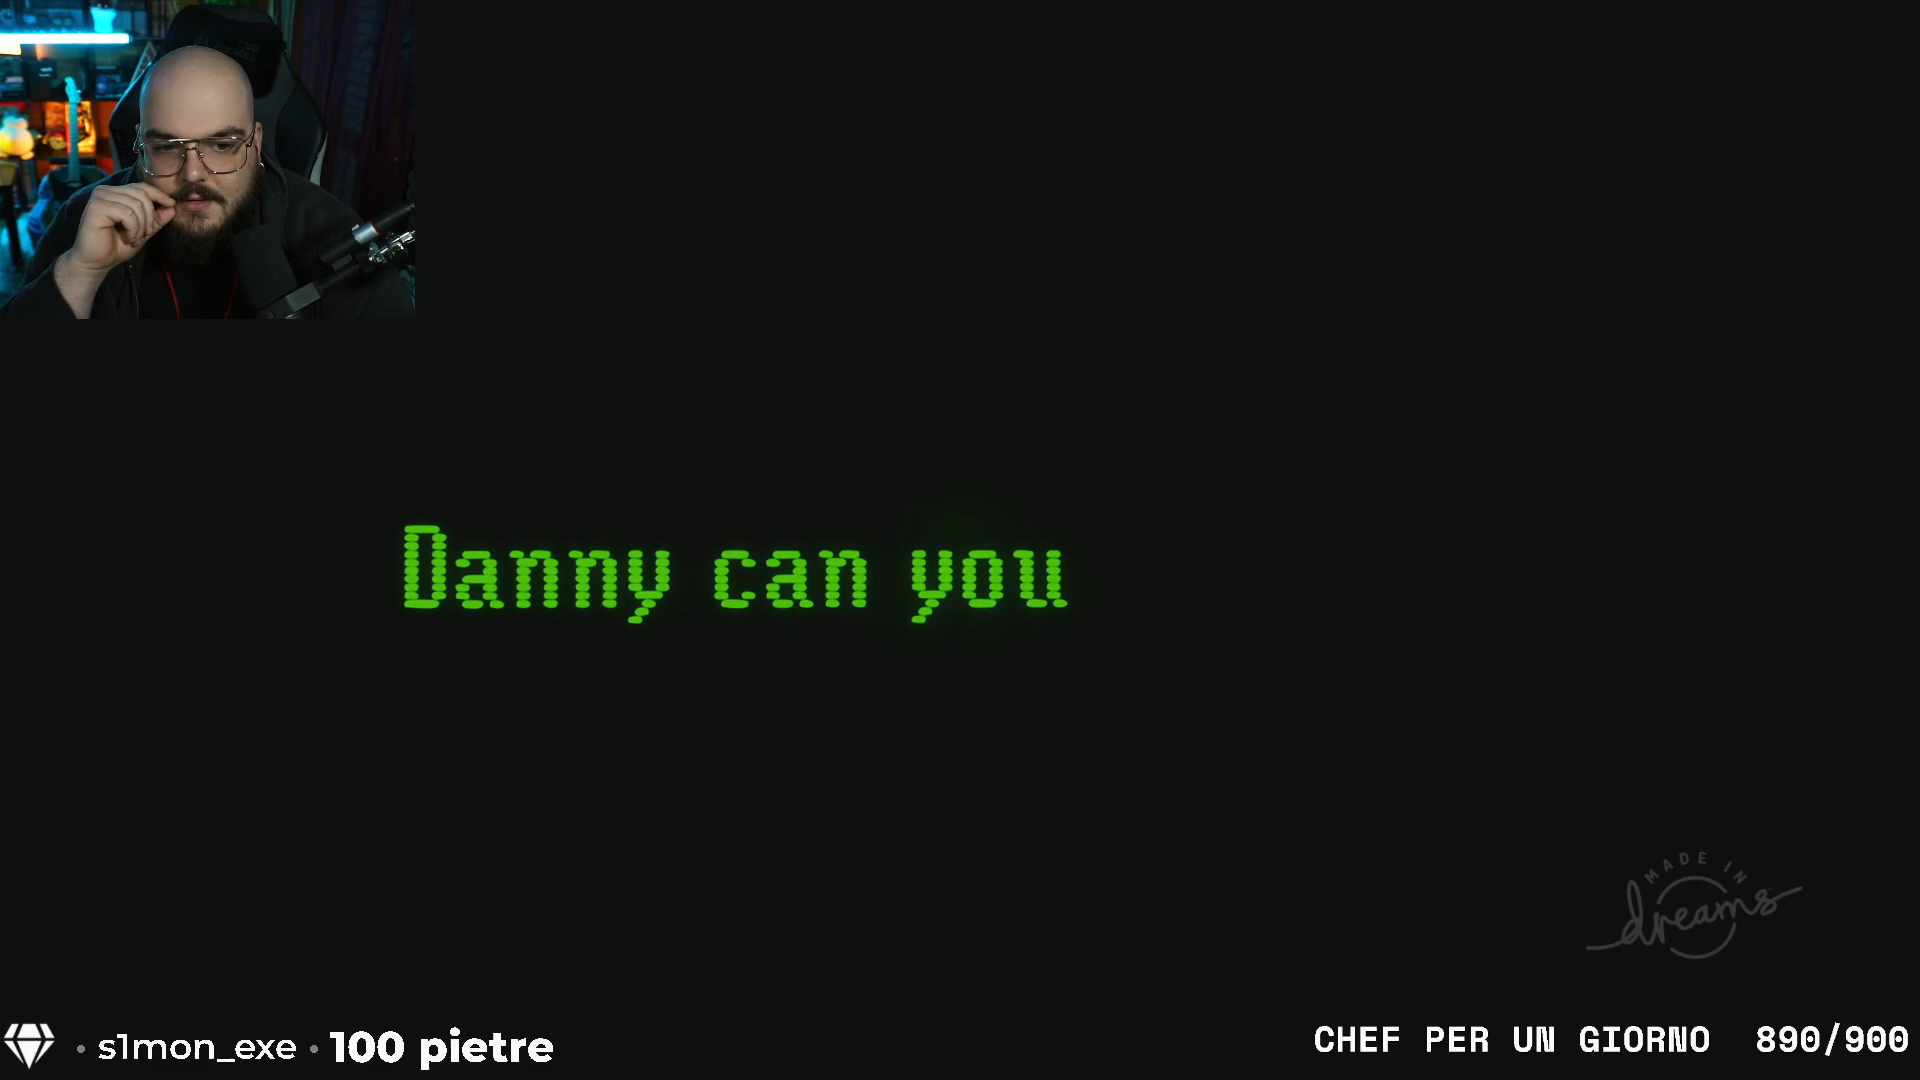 Danny can you
MADE IN
dreams
• s1mon_exe • 100 pietre
CHEF PER UN GIORNO 890/900